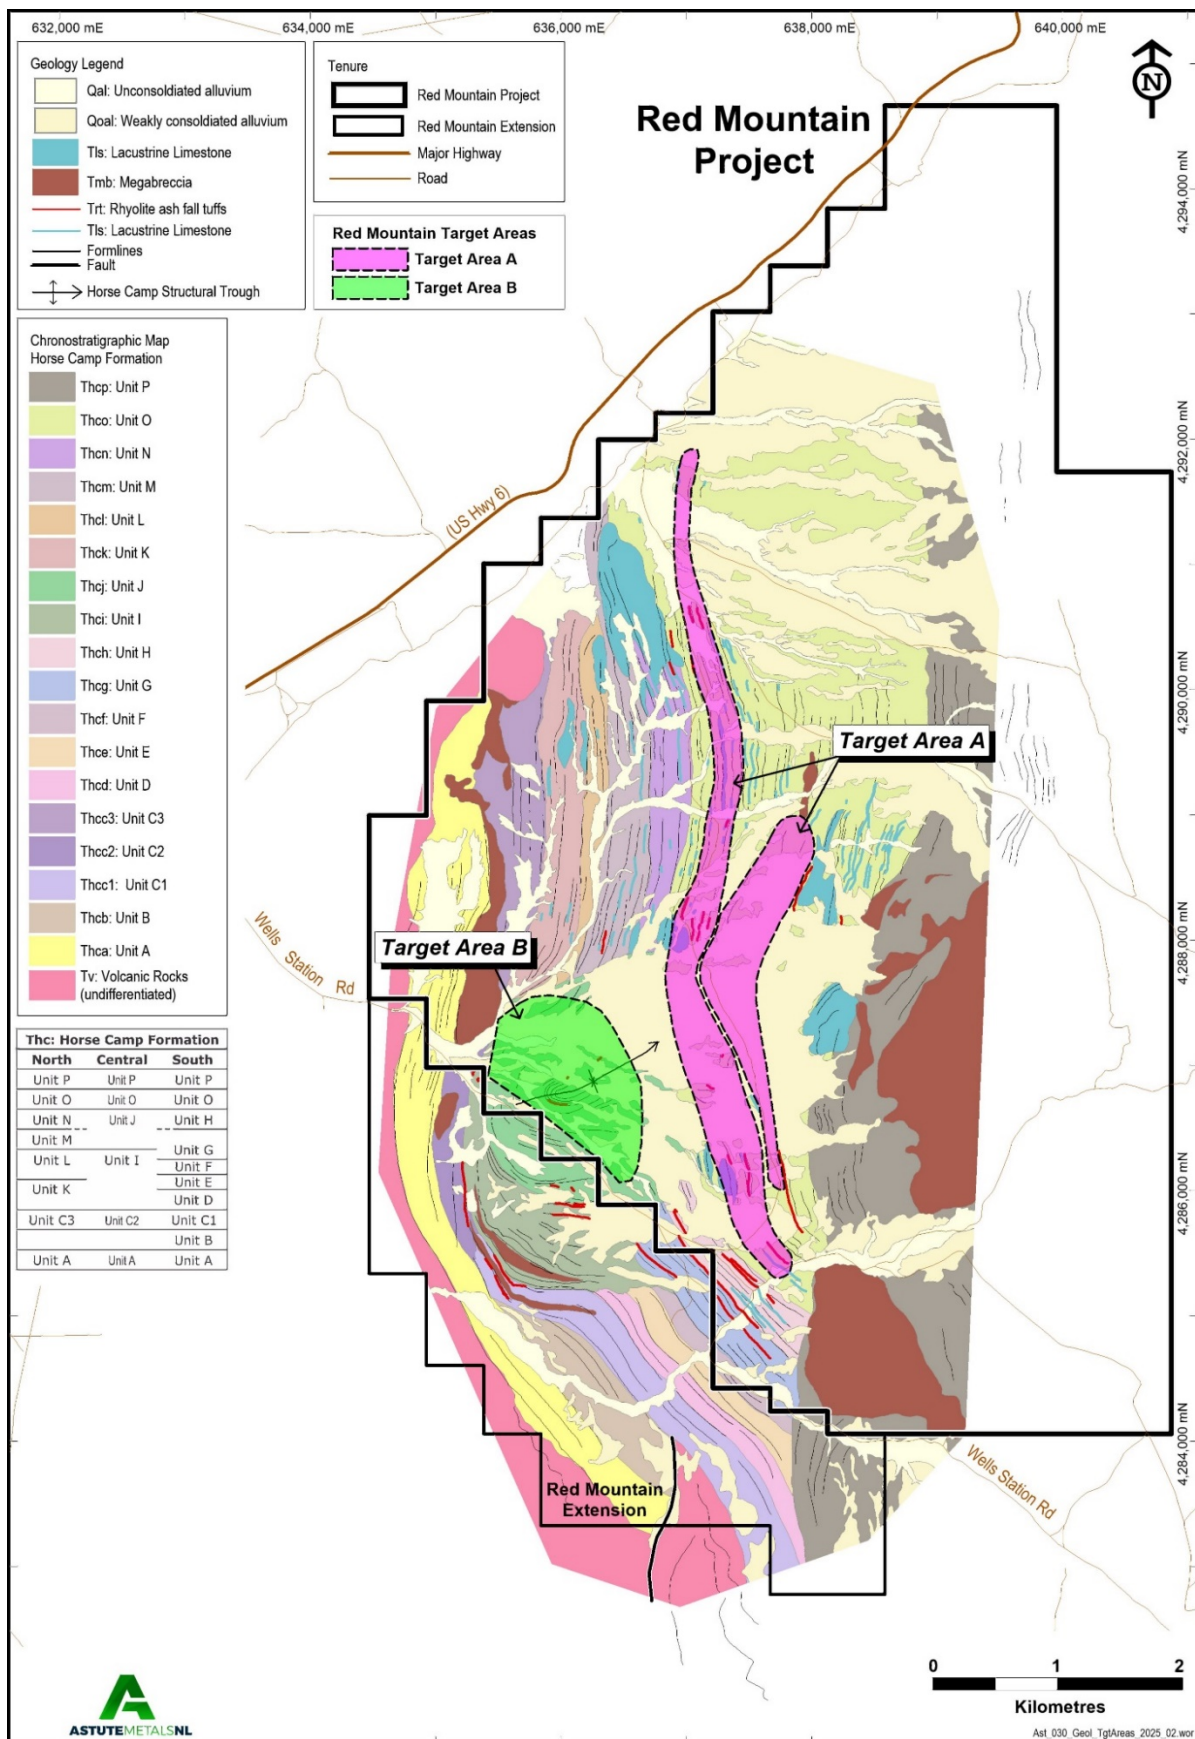 632,000 mE
634,000 mE
636,000 mE
638,000 mE
640,000 mE
Geology Legend
Qal: Unconsoldiated alluvium
Qoal: Weakly consoldiated alluvium
Tls: Lacustrine Limestone
Tmb: Megabreccia
Trt: Rhyolite ash fall tuffs
Tls: Lacustrine Limestone
Formlines
Fault
Horse Camp Structural Trough
Tenure
Red Mountain Project
Red Mountain Extension
Major Highway
Road
Red Mountain Target Areas
Target Area A
Target Area B
Red Mountain
Project
N
4,294,000 mN
4,292,000 mN
4,290,000 mN
4,288,000 mN
4,286,000 mN
4,284,000 mN
Chronostratigraphic Map
Horse Camp Formation
Thcp: Unit P
Thco: Unit O
Thcn: Unit N
Thcm: Unit M
Thcl: Unit L
Thck: Unit K
Thcj: Unit J
Thci: Unit I
Thch: Unit H
Thcg: Unit G
Thcf: Unit F
Thce: Unit E
Thcd: Unit D
Thcc3: Unit C3
Thcc2: Unit C2
Thcc1: Unit C1
Thcb: Unit B
Thca: Unit A
Tv: Volcanic Rocks
(undifferentiated)
(US Hwy 6)
Target Area A
Target Area B
Wells Station Rd
Thc: Horse Camp Formation
North Central South
Unit P Unit P Unit P
Unit O Unit O Unit O
Unit N Unit J Unit H
Unit M
Unit G
Unit L Unit I
Unit F
Unit E
Unit K
Unit D
Unit C3 Unit C2 Unit C1
Unit B
Unit A Unit A Unit A
Red Mountain
Extension
Wells Station Rd
0 1 2
Kilometres
ASTUTEMETALSNL
Ast_030_Geol_TgtAreas_2025_02.wor